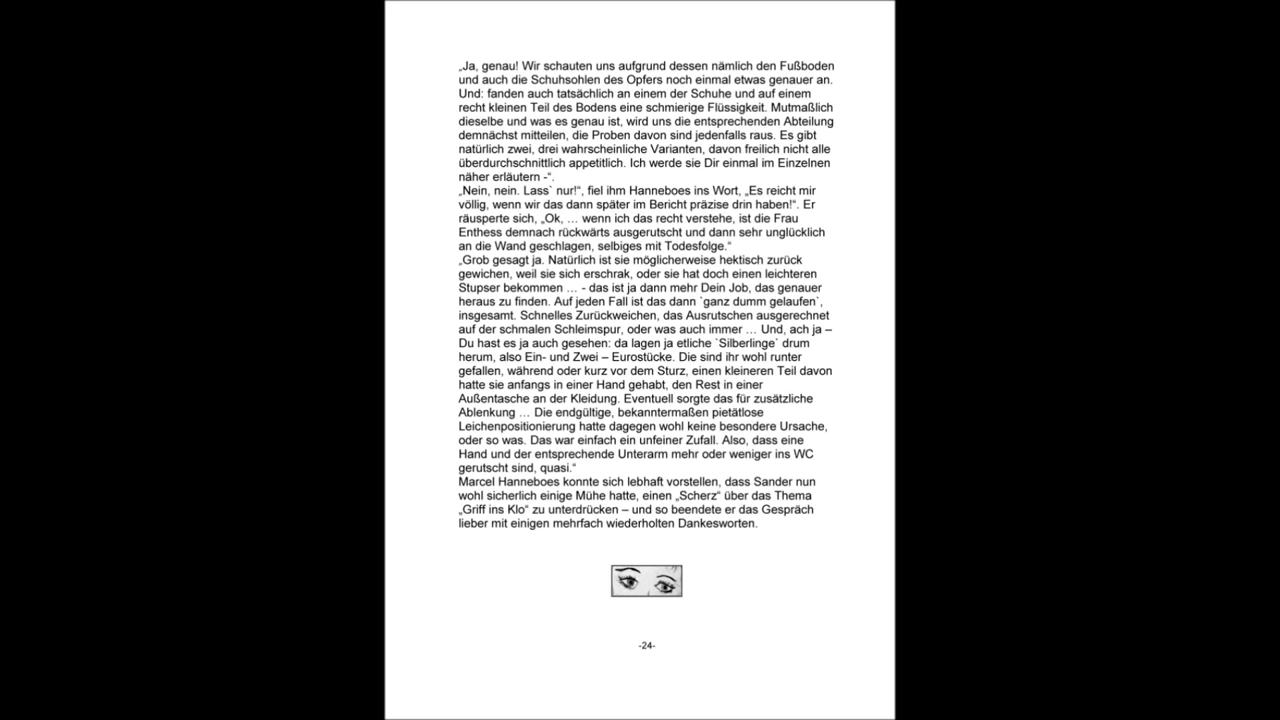 „Ja, genau! Wir schauten uns aufgrund dessen nämlich den Fußboden
und auch die Schuhsohlen des Opfers noch einmal etwas genauer an.
Und: fanden auch tatsächlich an einem der Schuhe und auf einem
recht kleinen Teil des Bodens eine schmierige Flüssigkeit. Mutmaßlich
dieselbe und was es genau ist, wird uns die entsprechenden Abteilung
demnächst mitteilen, die Proben davon sind jedenfalls raus. Es gibt
natürlich zwei, drei wahrscheinliche Varianten, davon freilich nicht alle
überdurchschnittlich appetitlich. Ich werde sie Dir einmal im Einzelnen
näher erläutern -“.
„Nein, nein. Lass` nur!“, fiel ihm Hanneboes ins Wort, „Es reicht mir
völlig, wenn wir das dann später im Bericht präzise drin haben!“. Er
räusperte sich, „Ok, … wenn ich das recht verstehe, ist die Frau
Enthess demnach rückwärts ausgerutscht und dann sehr unglücklich
an die Wand geschlagen, selbiges mit Todesfolge.“
„Grob gesagt ja. Natürlich ist sie möglicherweise hektisch zurück
gewichen, weil sie sich erschrak, oder sie hat doch einen leichteren
Stupser bekommen … - das ist ja dann mehr Dein Job, das genauer
heraus zu finden. Auf jeden Fall ist das dann `ganz dumm gelaufen`,
insgesamt. Schnelles Zurückweichen, das Ausrutschen ausgerechnet
auf der schmalen Schleimspur, oder was auch immer … Und, ach ja –
Du hast es ja auch gesehen: da lagen ja etliche `Silberlinge` drum
herum, also Ein- und Zwei – Eurostücke. Die sind ihr wohl runter
gefallen, während oder kurz vor dem Sturz, einen kleineren Teil davon
hatte sie anfangs in einer Hand gehabt, den Rest in einer
Außentasche an der Kleidung. Eventuell sorgte das für zusätzliche
Ablenkung … Die endgültige, bekanntermaßen pietätlose
Leichenpositionierung hatte dagegen wohl keine besondere Ursache,
oder so was. Das war einfach ein unfeiner Zufall. Also, dass eine
Hand und der entsprechende Unterarm mehr oder weniger ins WC
gerutscht sind, quasi.“
Marcel Hanneboes konnte sich lebhaft vorstellen, dass Sander nun
wohl sicherlich einige Mühe hatte, einen „Scherz“ über das Thema
„Griff ins Klo“ zu unterdrücken – und so beendete er das Gespräch
lieber mit einigen mehrfach wiederholten Dankesworten.
-24-